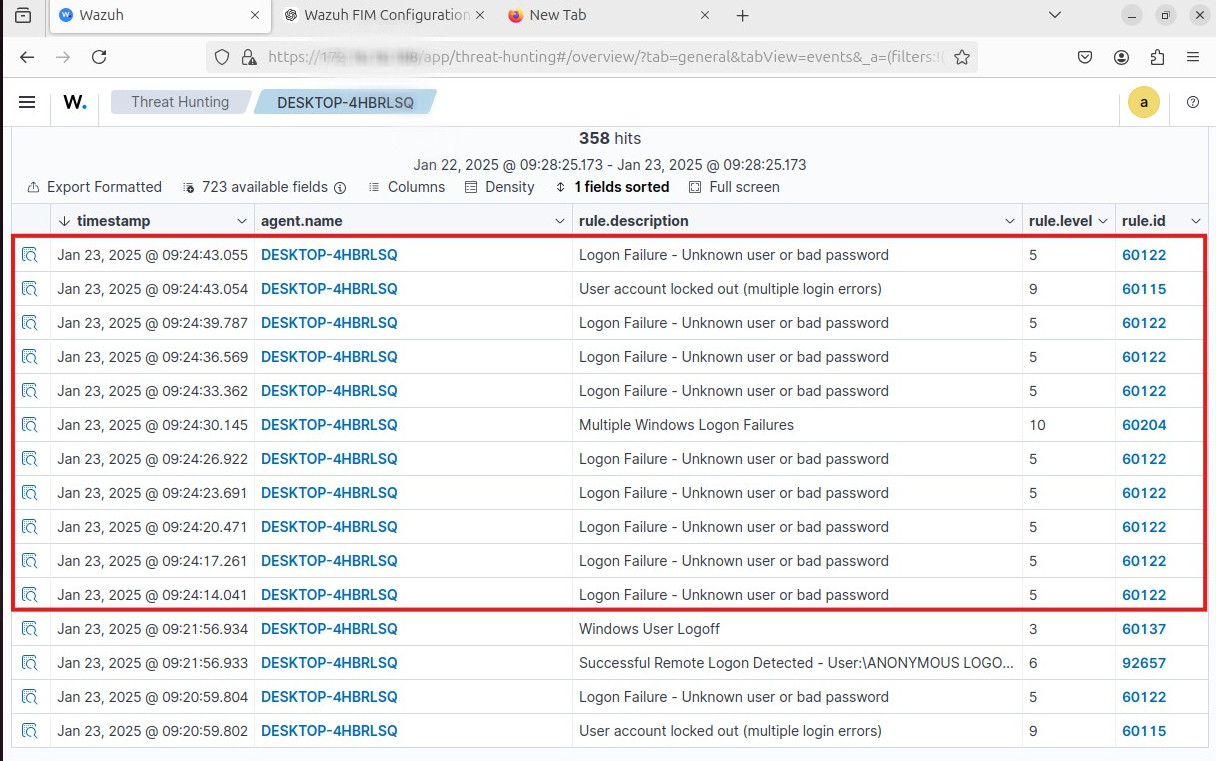 Wazuh
Wazuh FIM Configuration
New Tab
/app/threat-hunting#/overview/?tab=general&tabView=events&_a=(filters:!(
W.
Threat Hunting
DESKTOP-4HBRLSQ
a
358 hits
Jan 22, 2025 @ 09:28:25.173 - Jan 23, 2025 @ 09:28:25.173
Export Formatted 723 available fields Columns Density 1 fields sorted Full screen
timestamp agent.name rule.description rule.level rule.id
Jan 23, 2025 @ 09:24:43.055 DESKTOP-4HBRLSQ Logon Failure - Unknown user or bad password 5 60122
Jan 23, 2025 @ 09:24:43.054 DESKTOP-4HBRLSQ User account locked out (multiple login errors) 9 60115
Jan 23, 2025 @ 09:24:39.787 DESKTOP-4HBRLSQ Logon Failure - Unknown user or bad password 5 60122
Jan 23, 2025 @ 09:24:36.569 DESKTOP-4HBRLSQ Logon Failure - Unknown user or bad password 5 60122
Jan 23, 2025 @ 09:24:33.362 DESKTOP-4HBRLSQ Logon Failure - Unknown user or bad password 5 60122
Jan 23, 2025 @ 09:24:30.145 DESKTOP-4HBRLSQ Multiple Windows Logon Failures 10 60204
Jan 23, 2025 @ 09:24:26.922 DESKTOP-4HBRLSQ Logon Failure - Unknown user or bad password 5 60122
Jan 23, 2025 @ 09:24:23.691 DESKTOP-4HBRLSQ Logon Failure - Unknown user or bad password 5 60122
Jan 23, 2025 @ 09:24:20.471 DESKTOP-4HBRLSQ Logon Failure - Unknown user or bad password 5 60122
Jan 23, 2025 @ 09:24:17.261 DESKTOP-4HBRLSQ Logon Failure - Unknown user or bad password 5 60122
Jan 23, 2025 @ 09:24:14.041 DESKTOP-4HBRLSQ Logon Failure - Unknown user or bad password 5 60122
Jan 23, 2025 @ 09:21:56.934 DESKTOP-4HBRLSQ Windows User Logoff 3 60137
Jan 23, 2025 @ 09:21:56.933 DESKTOP-4HBRLSQ Successful Remote Logon Detected - User:\ANONYMOUS LOGO... 6 92657
Jan 23, 2025 @ 09:20:59.804 DESKTOP-4HBRLSQ Logon Failure - Unknown user or bad password 5 60122
Jan 23, 2025 @ 09:20:59.802 DESKTOP-4HBRLSQ User account locked out (multiple login errors) 9 60115